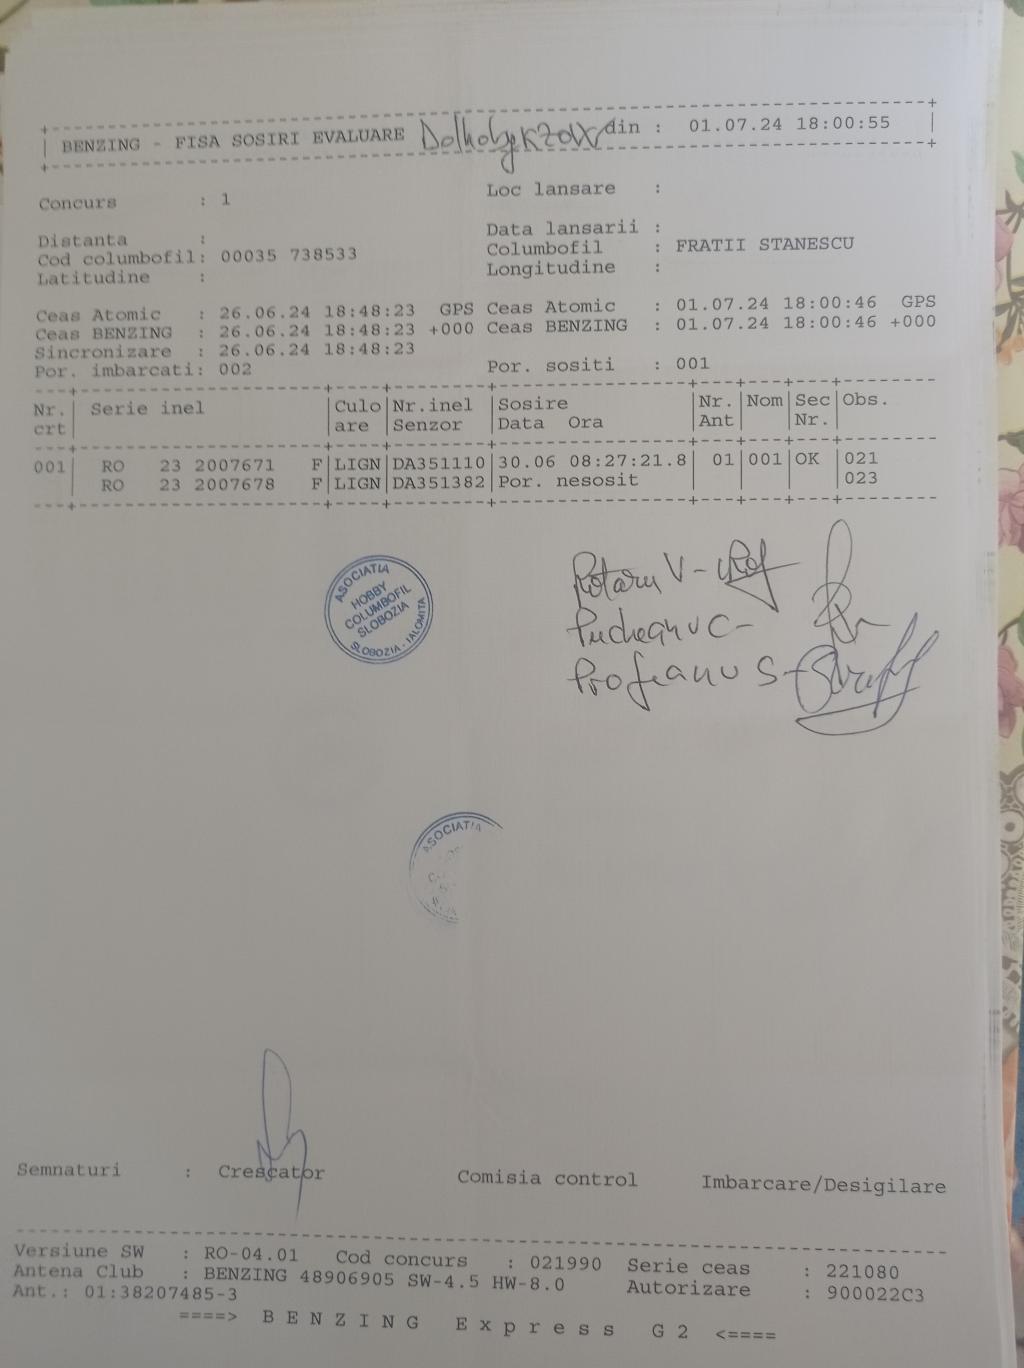 BENZING - FISA SOSIRI EVALUARE din : 01.07.24 18:00:55
Concurs : 1 Loc lansare :
Distanta : Data lansarii :
Cod columbofil: 00035 738533 Columbofil : FRATII STANESCU
Latitudine : Longitudine :
Ceas Atomic : 26.06.24 18:48:23 GPS Ceas Atomic : 01.07.24 18:00:46 GPS
Ceas BENZING : 26.06.24 18:48:23 +000 Ceas BENZING : 01.07.24 18:00:46 +000
Sincronizare : 26.06.24 18:48:23
Por. imbarcati: 002 Por. sositi : 001
Nr. Serie inel Culo Nr.inel Sosire Nr. Nom Sec Obs.
crt are Senzor Data Ora Ant Nr.
001 RO 23 2007671 F LIGN DA351110 30.06 08:27:21.8 01 001 OK 021
RO 23 2007678 F LIGN DA351382 Por. nesosit 023
ASOCIATIA
HOBBY
COLUMBOFIL
SLOBOZIA
SLOBOZIA - IALOMITA
Rotaru V -
C -
Profeanu S -
ASOCIATIA
Semnaturi : Crescator Comisia control Imbarcare/Desigilare
Versiune SW : RO-04.01 Cod concurs : 021990 Serie ceas : 221080
Antena Club : BENZING 48906905 SW-4.5 HW-8.0 Autorizare : 900022C3
Ant.: 01:38207485-3
====> B E N Z I N G E x p r e s s G 2 <====